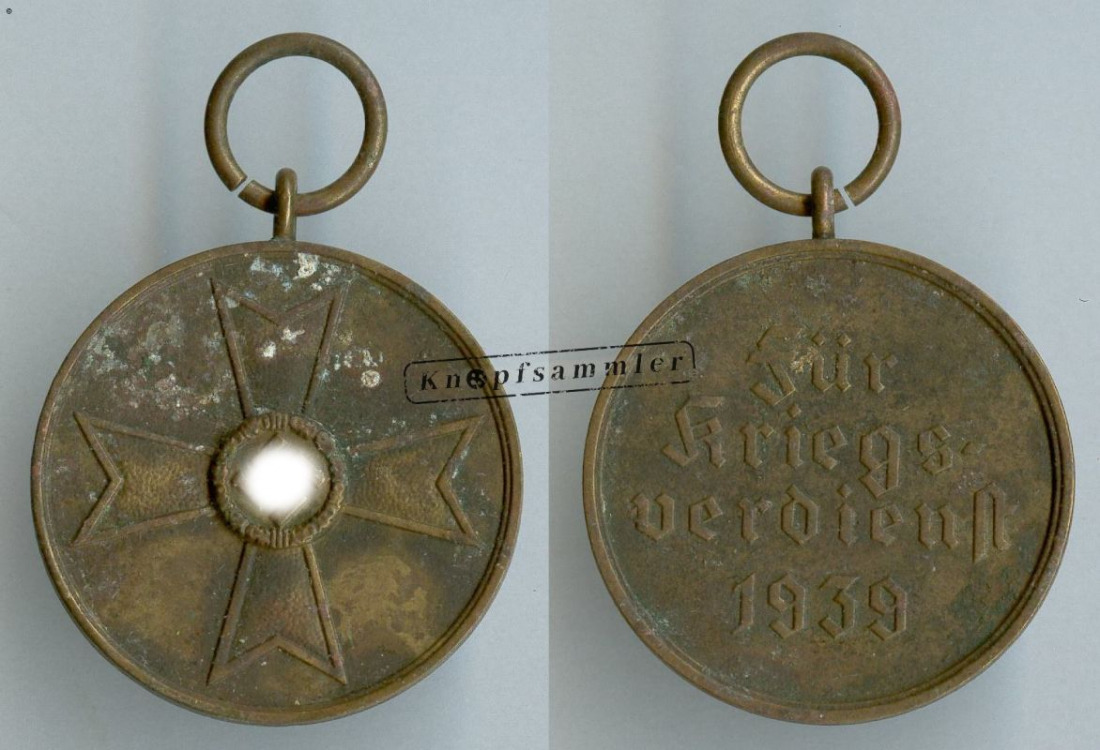 Knopfsammler
Für
Kriegs-
verdienst
1939